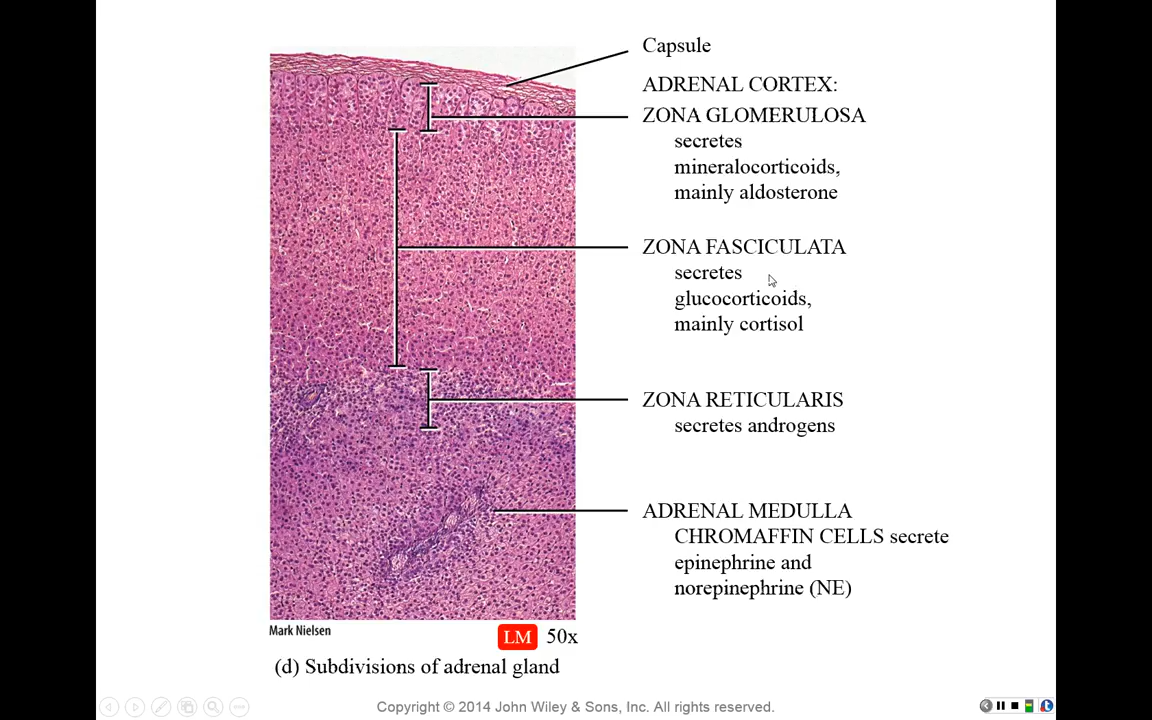 Capsule
ADRENAL CORTEX:
ZONA GLOMERULOSA
secretes
mineralocorticoids,
mainly aldosterone
ZONA FASCICULATA
secretes
glucocorticoids,
mainly cortisol
ZONA RETICULARIS
secretes androgens
ADRENAL MEDULLA
CHROMAFFIN CELLS secrete
epinephrine and
norepinephrine (NE)
Mark Nielsen
LM 50x
(d) Subdivisions of adrenal gland
Copyright © 2014 John Wiley & Sons, Inc. All rights reserved.